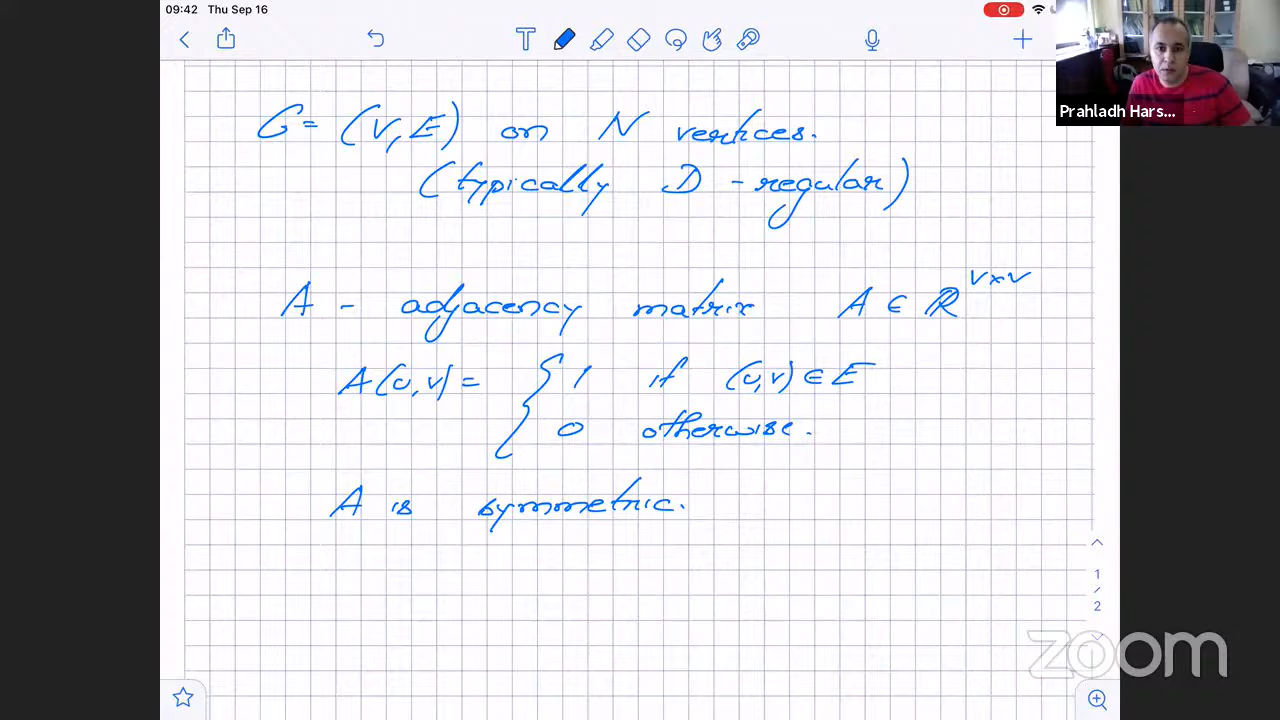 09:42 Thu Sep 16
Prahladh Hars...
G = (V, E) on N vertices.
(typically D - regular)
A - adjacency matrix A ∈ ℝ^{V×V}
A(u, v) = { 1 if (u, v) ∈ E
0 otherwise.
A is symmetric.
1
/
2
zoom